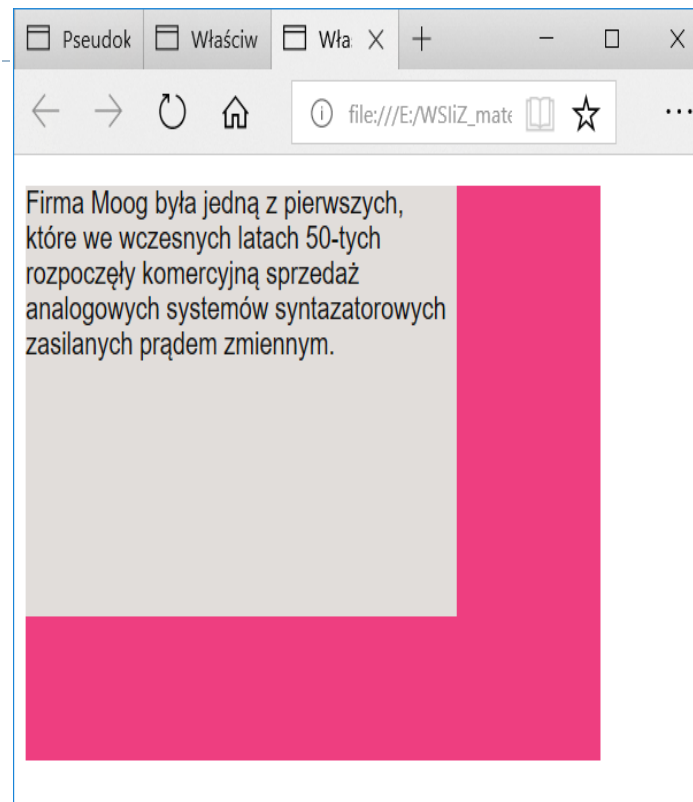 Pseudok
Właściw
Wła
file:///E:/WSIiZ_mate
Firma Moog była jedną z pierwszych,
które we wczesnych latach 50-tych
rozpoczęły komercyjną sprzedaż
analogowych systemów syntazatorowych
zasilanych prądem zmiennym.